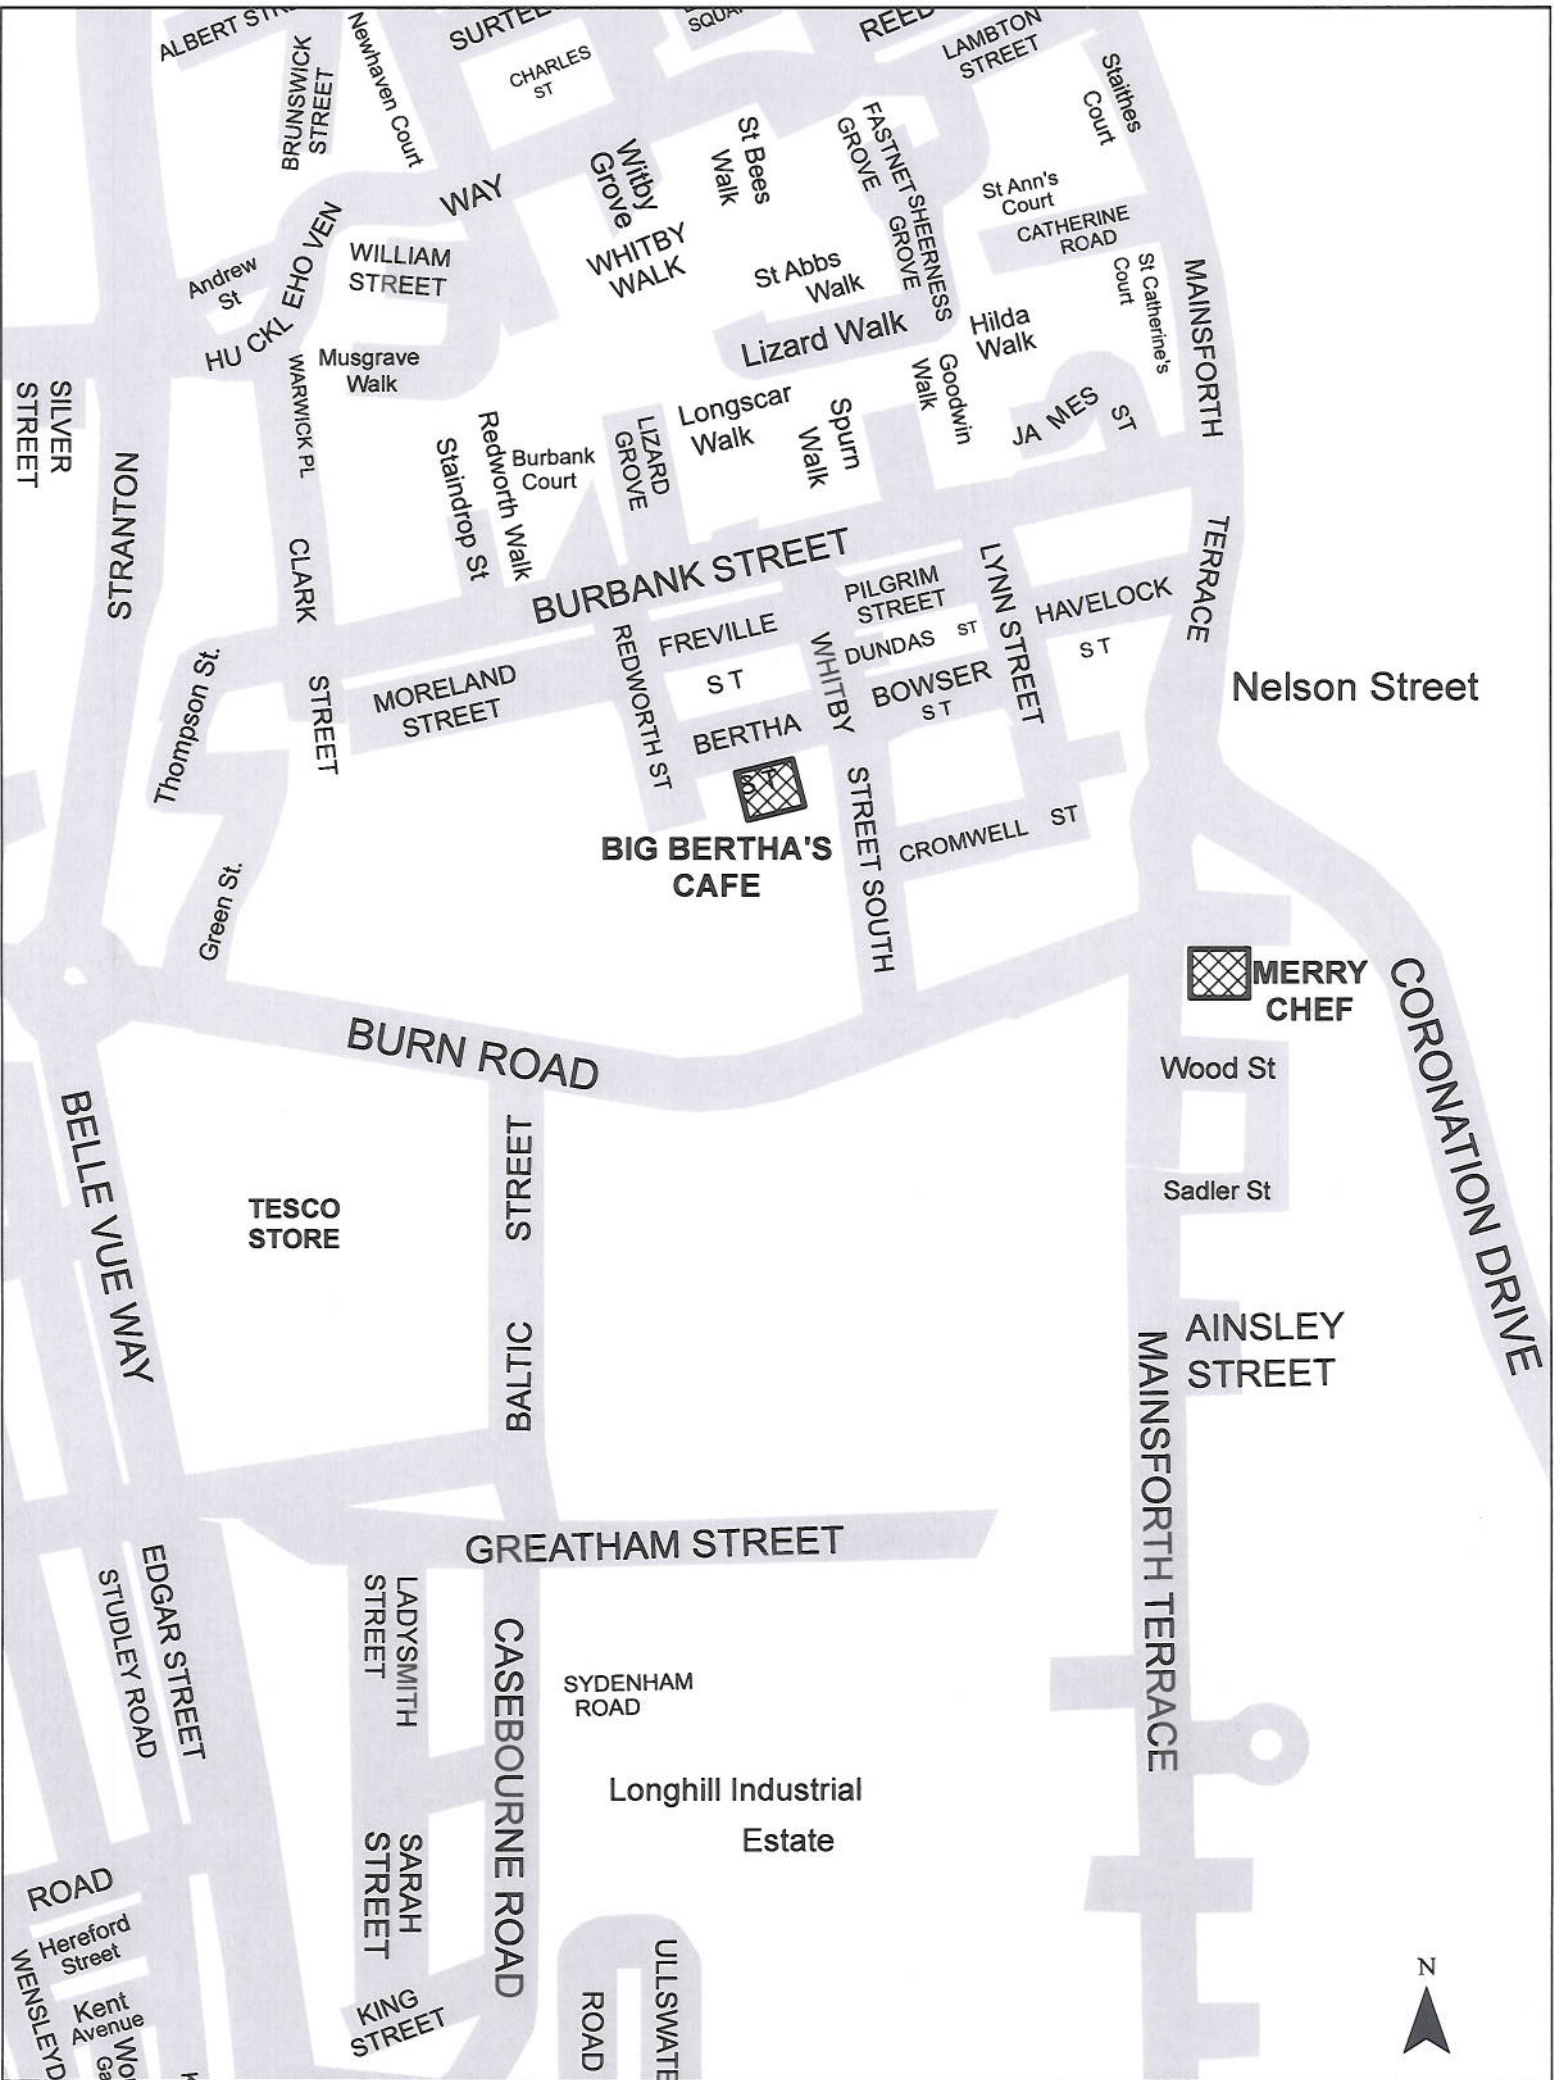 ALBERT
BRUNSWICK
STREET
Newhaven Court
CHARLES
ST
LAMBTON
STREET
Staithes
Court
WAY
Witby
Grove
St Bees
Walk
FASTNET
GROVE
SHEERNESS
GROVE
St Ann's
Court
CATHERINE
ROAD
St Catherine's
Court
MAINSFORTH
TERRACE
Andrew
St
HU CKL EHO VEN
WILLIAM
STREET
WHITBY
WALK
St Abbs
Walk
Lizard Walk
Hilda
Walk
SILVER
STREET
STRANTON
WARWICK PL
Musgrave
Walk
Redworth Walk
Staindrop St
Burbank
Court
LIZARD
GROVE
Longscar
Walk
Spurn
Walk
Goodwin
Walk
JA MES ST
CLARK
STREET
BURBANK STREET
PILGRIM
STREET
LYNN STREET
HAVELOCK
ST
Thompson St.
MORELAND
STREET
REDWORTH ST
FREVILLE
ST
WHITBY
STREET SOUTH
DUNDAS ST
BOWSER
ST
Nelson Street
BERTHA
ST
BIG BERTHA'S
CAFE
CROMWELL ST
Green St.
MERRY
CHEF
CORONATION DRIVE
BURN ROAD
Wood St
BELLE VUE WAY
TESCO
STORE
BALTIC STREET
Sadler St
AINSLEY
STREET
MAINSFORTH TERRACE
GREATHAM STREET
EDGAR STREET
STUDLEY ROAD
LADYSMITH
STREET
CASEBOURNE ROAD
SYDENHAM
ROAD
Longhill Industrial
Estate
SARAH
STREET
ROAD
Hereford
Street
Kent
Avenue
KING
STREET
ROAD
N